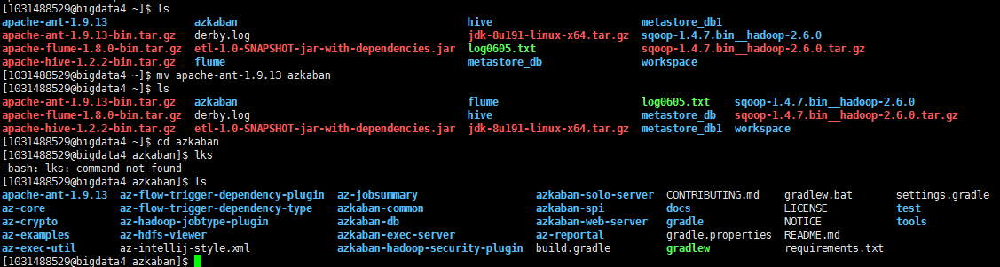 [1031488529@bigdata4 ~]$ ls
apache-ant-1.9.13 azkaban hive metastore_db1
apache-ant-1.9.13-bin.tar.gz derby.log jdk-8u191-linux-x64.tar.gz sqoop-1.4.7.bin__hadoop-2.6.0
apache-flume-1.8.0-bin.tar.gz etl-1.0-SNAPSHOT-jar-with-dependencies.jar log0605.txt sqoop-1.4.7.bin__hadoop-2.6.0.tar.gz
apache-hive-1.2.2-bin.tar.gz flume metastore_db workspace
[1031488529@bigdata4 ~]$ mv apache-ant-1.9.13 azkaban
[1031488529@bigdata4 ~]$ ls
apache-ant-1.9.13-bin.tar.gz azkaban flume log0605.txt sqoop-1.4.7.bin__hadoop-2.6.0
apache-flume-1.8.0-bin.tar.gz derby.log hive metastore_db sqoop-1.4.7.bin__hadoop-2.6.0.tar.gz
apache-hive-1.2.2-bin.tar.gz etl-1.0-SNAPSHOT-jar-with-dependencies.jar jdk-8u191-linux-x64.tar.gz metastore_db1 workspace
[1031488529@bigdata4 ~]$ cd azkaban
[1031488529@bigdata4 azkaban]$ lks
-bash: lks: command not found
[1031488529@bigdata4 azkaban]$ ls
apache-ant-1.9.13 az-flow-trigger-dependency-plugin az-jobsummary azkaban-solo-server CONTRIBUTING.md gradlew.bat settings.gradle
az-core az-flow-trigger-dependency-type azkaban-common azkaban-spi docs LICENSE test
az-crypto az-hadoop-jobtype-plugin azkaban-db azkaban-web-server gradle NOTICE tools
az-examples az-hdfs-viewer azkaban-exec-server az-reportal gradle.properties README.md
az-exec-util az-intellij-style.xml azkaban-hadoop-security-plugin build.gradle gradlew requirements.txt
[1031488529@bigdata4 azkaban]$